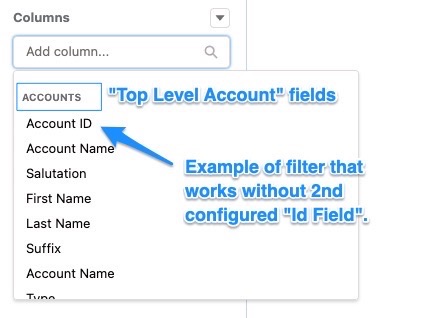 Columns
Add column...
ACCOUNTS
"Top Level Account" fields
Account ID
Account Name
Salutation
First Name
Last Name
Suffix
Account Name
Type
Example of filter that
works without 2nd
configured "Id Field".